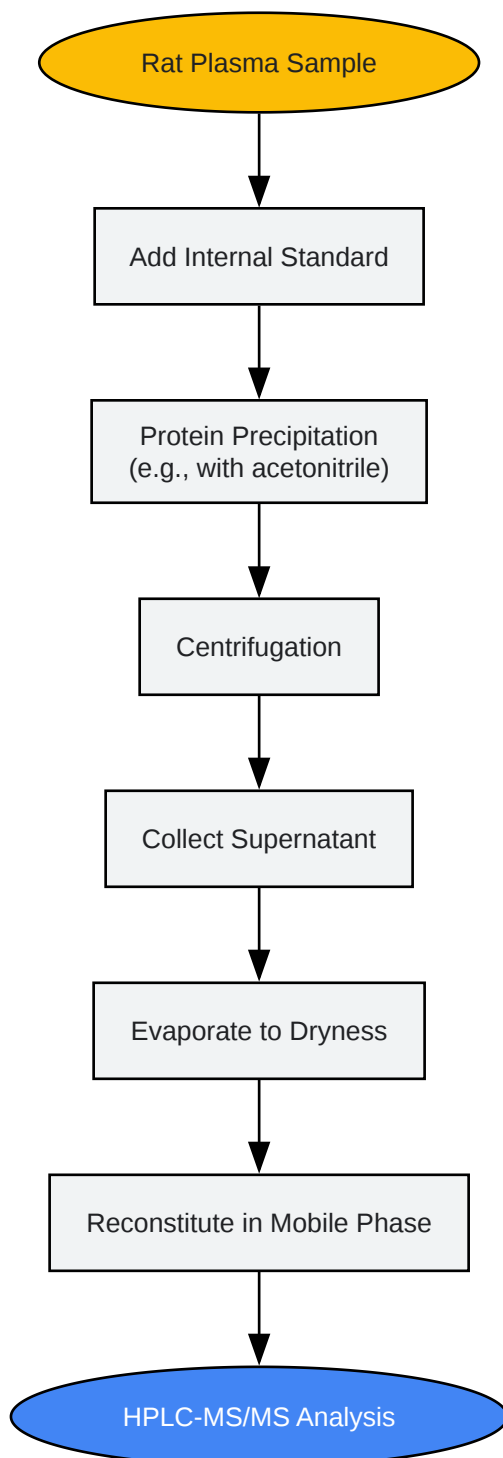 Rat Plasma Sample
Add Internal Standard
Protein Precipitation
(e.g., with acetonitrile)
Centrifugation
Collect Supernatant
Evaporate to Dryness
Reconstitute in Mobile Phase
HPLC-MS/MS Analysis